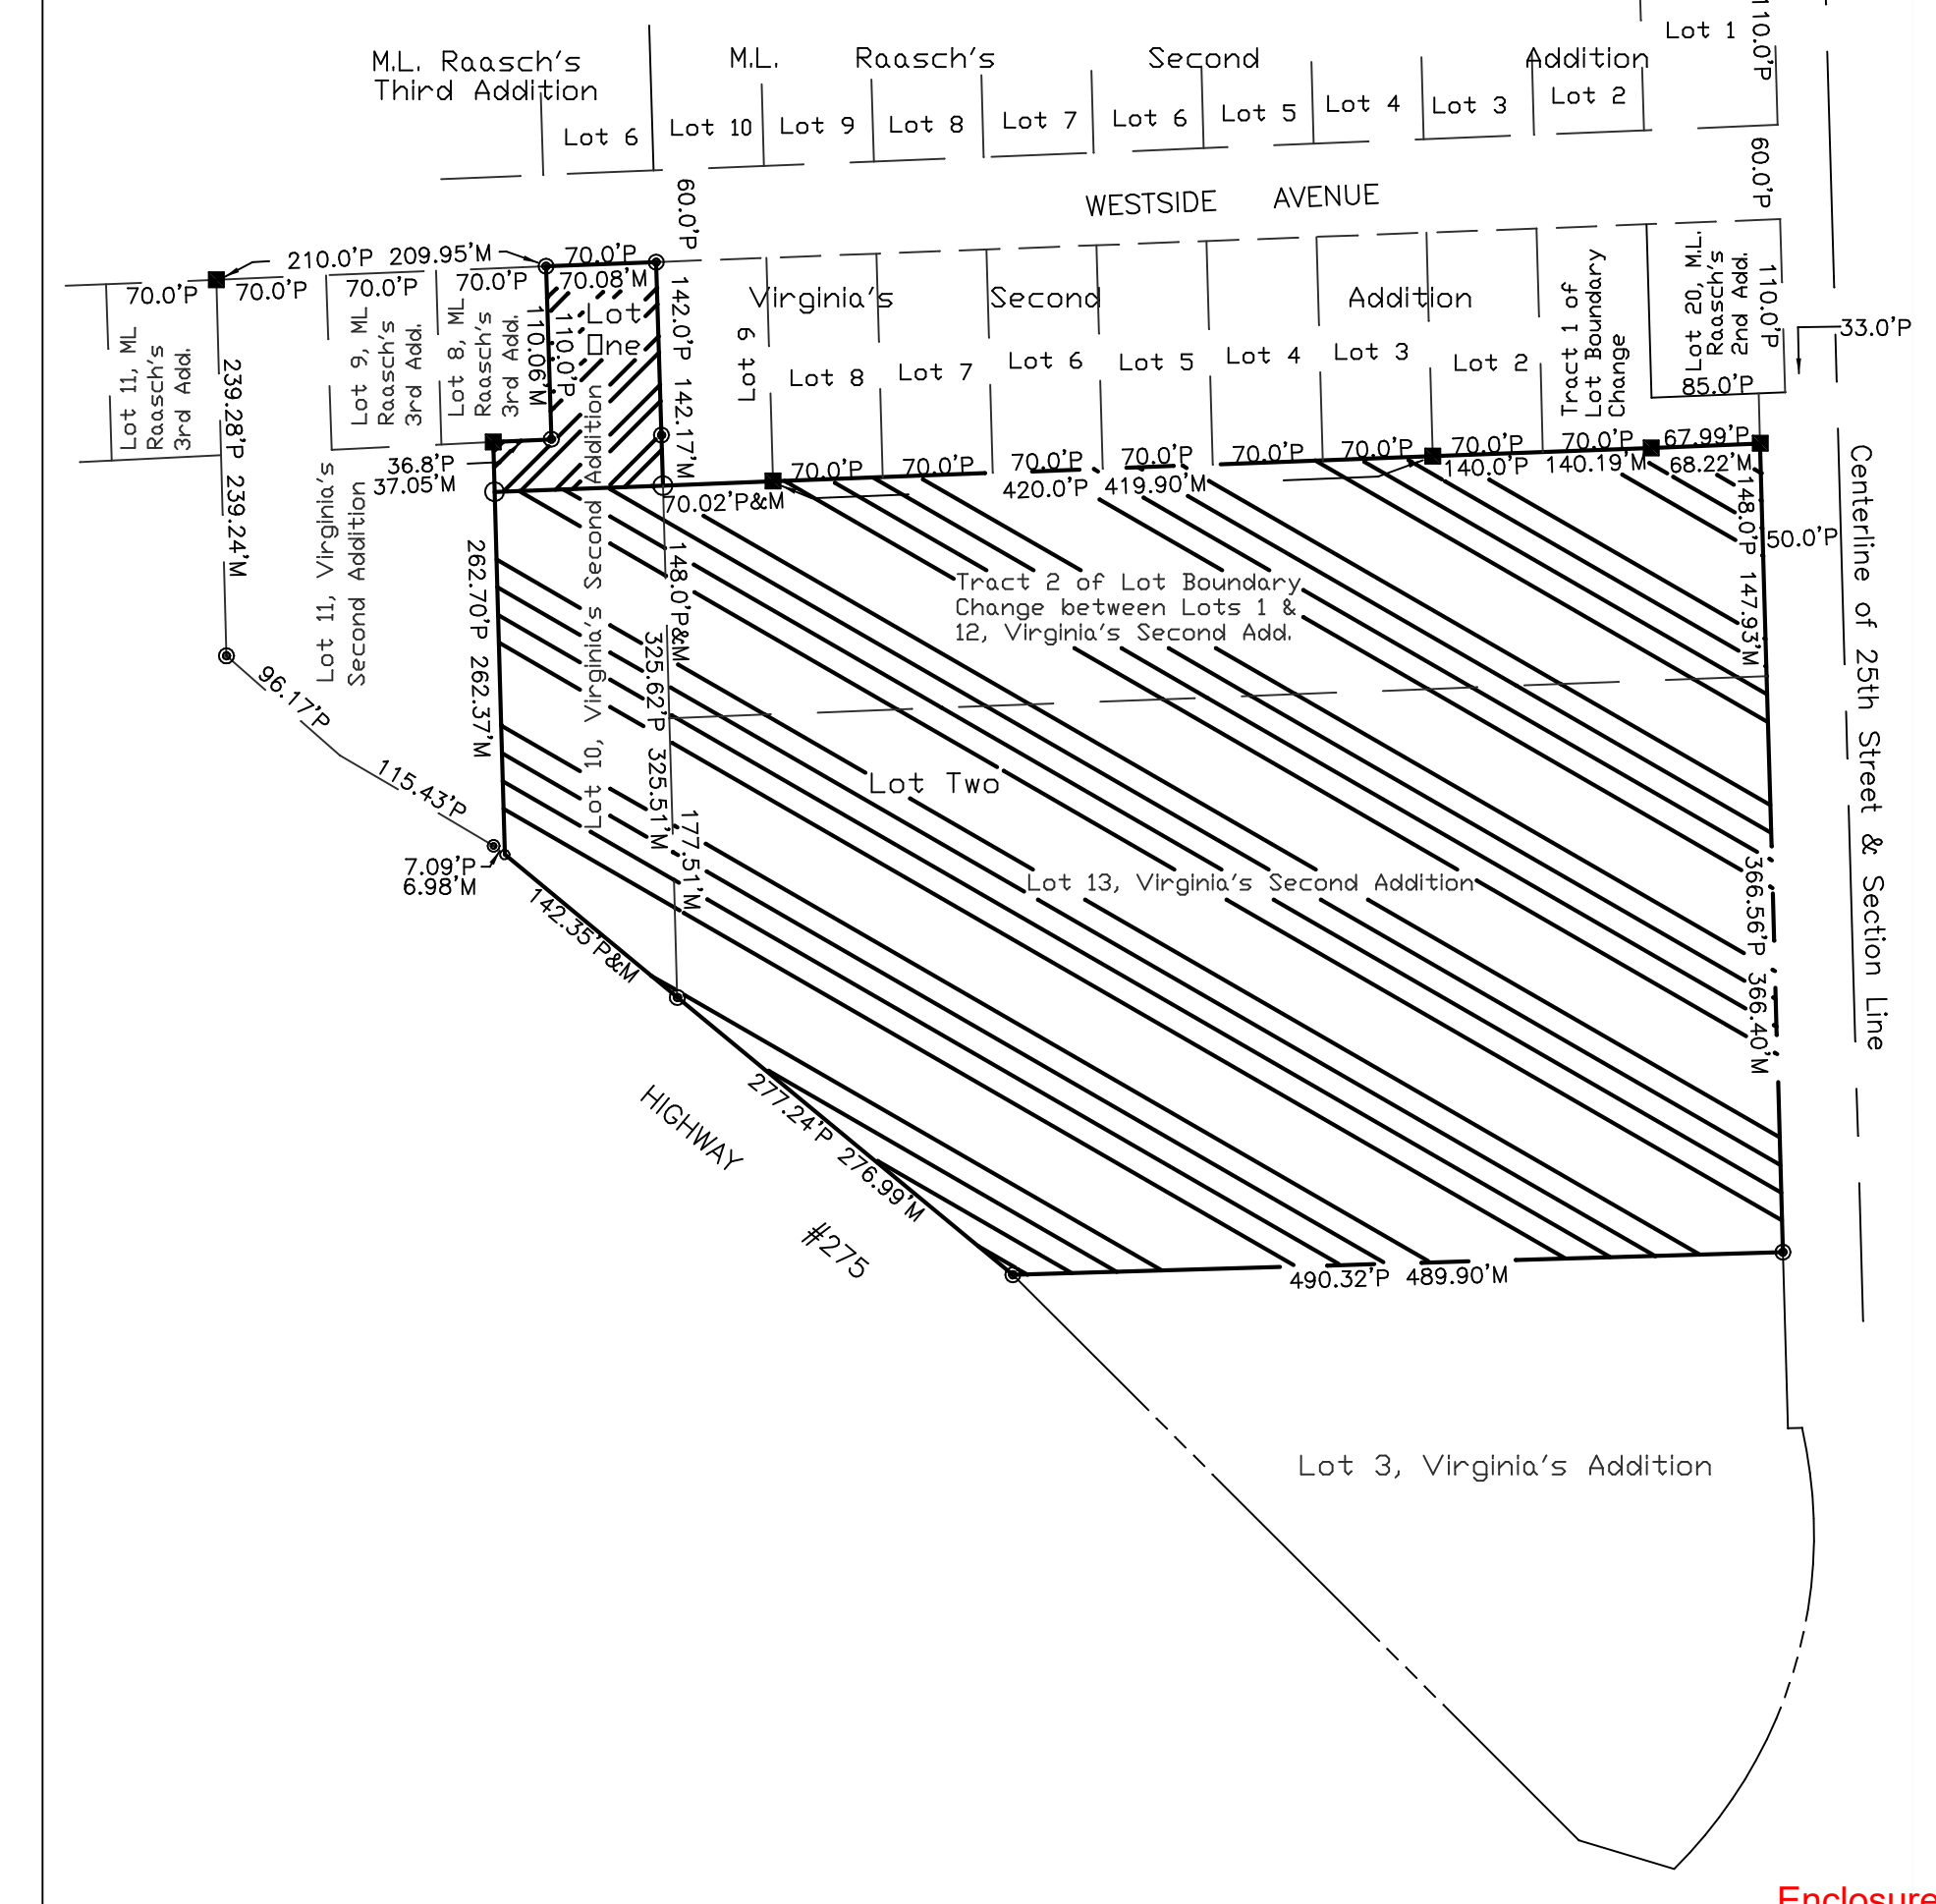 M.L. Raasch's
Third Addition
M.L. Raasch's Second Addition
Lot 1
110.0'P
Lot 6
Lot 10
Lot 9
Lot 8
Lot 7
Lot 6
Lot 5
Lot 4
Lot 3
Lot 2
60.0'P
60.0'P
WESTSIDE AVENUE
210.0'P 209.95'M
70.0'P
70.08'M
70.0'P
70.0'P
70.0'P
70.0'P
Lot 11, ML
Raasch's
3rd Add.
239.28'P 239.24'M
Lot 9, ML
Raasch's
3rd Add.
Lot 8, ML
Raasch's
3rd Add.
110.06'M
110.0'P
Lot
One
142.0'P 142.17'M
Virginia's Second Addition
Lot 9
Lot 8
Lot 7
Lot 6
Lot 5
Lot 4
Lot 3
Lot 2
Tract 1 of
Lot Boundary
Change
Lot 20, M.L.
Raasch's
2nd Add.
110.0'P
33.0'P
85.0'P
36.8'P
37.05'M
70.02'P&M
70.0'P
70.0'P
70.0'P
70.0'P
70.0'P
70.0'P
70.0'P
70.0'P
67.99'P
420.0'P 419.90'M
140.0'P 140.19'M
68.22'M
148.0'P 147.93'M
50.0'P
Centerline of 25th Street & Section Line
Lot 11, Virginia's
Second Addition
Lot 10, Virginia's Second Addition
262.70'P 262.37'M
148.0'P&M
325.62'P 325.51'M
177.51'M
Tract 2 of Lot Boundary
Change between Lots 1 &
12, Virginia's Second Add.
96.17'P
115.43'P
Lot Two
7.09'P
6.98'M
142.35'P&M
Lot 13, Virginia's Second Addition
366.56'P 366.40'M
277.24'P 276.99'M
HIGHWAY #275
490.32'P 489.90'M
Lot 3, Virginia's Addition
Enclosure